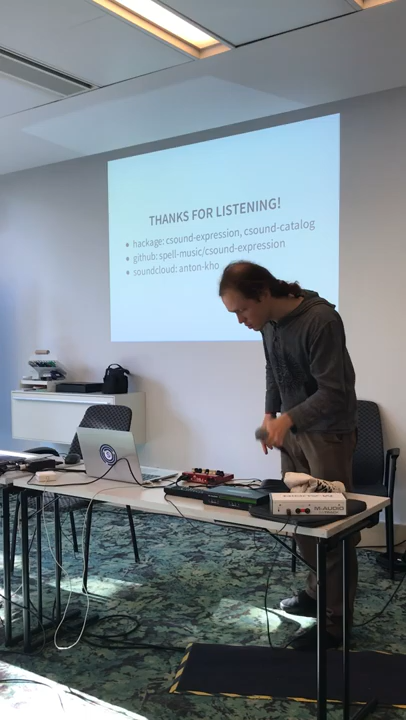 THANKS FOR LISTENING!
hackage: csound-expression, csound-catalog
github: spell-music/csound-expression
soundcloud: anton-kho
M-AUDIO